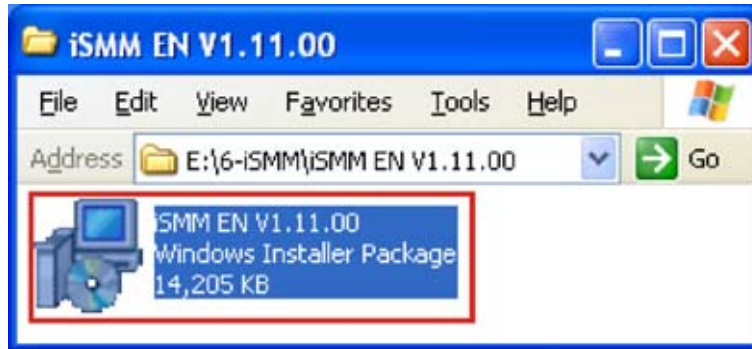 iSMM EN V1.11.00
File Edit View Favorites Tools Help
Address E:\6-iSMM\iSMM EN V1.11.00 Go
iSMM EN V1.11.00
Windows Installer Package
14,205 KB